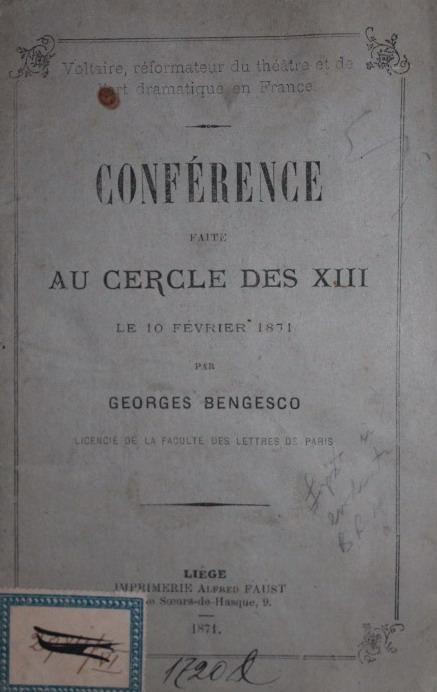 Voltaire, réformateur du théâtre et de
l'art dramatique en France.
CONFÉRENCE
FAITE
AU CERCLE DES XIII
LE 10 FÉVRIER 1871
PAR
GEORGES BENGESCO
LICENCIÉ DE LA FACULTÉ DES LETTRES DE PARIS
LIÉGE
IMPRIMERIE ALFRED FAUST
Sœurs-de-Hasque, 9.
1871.
1720